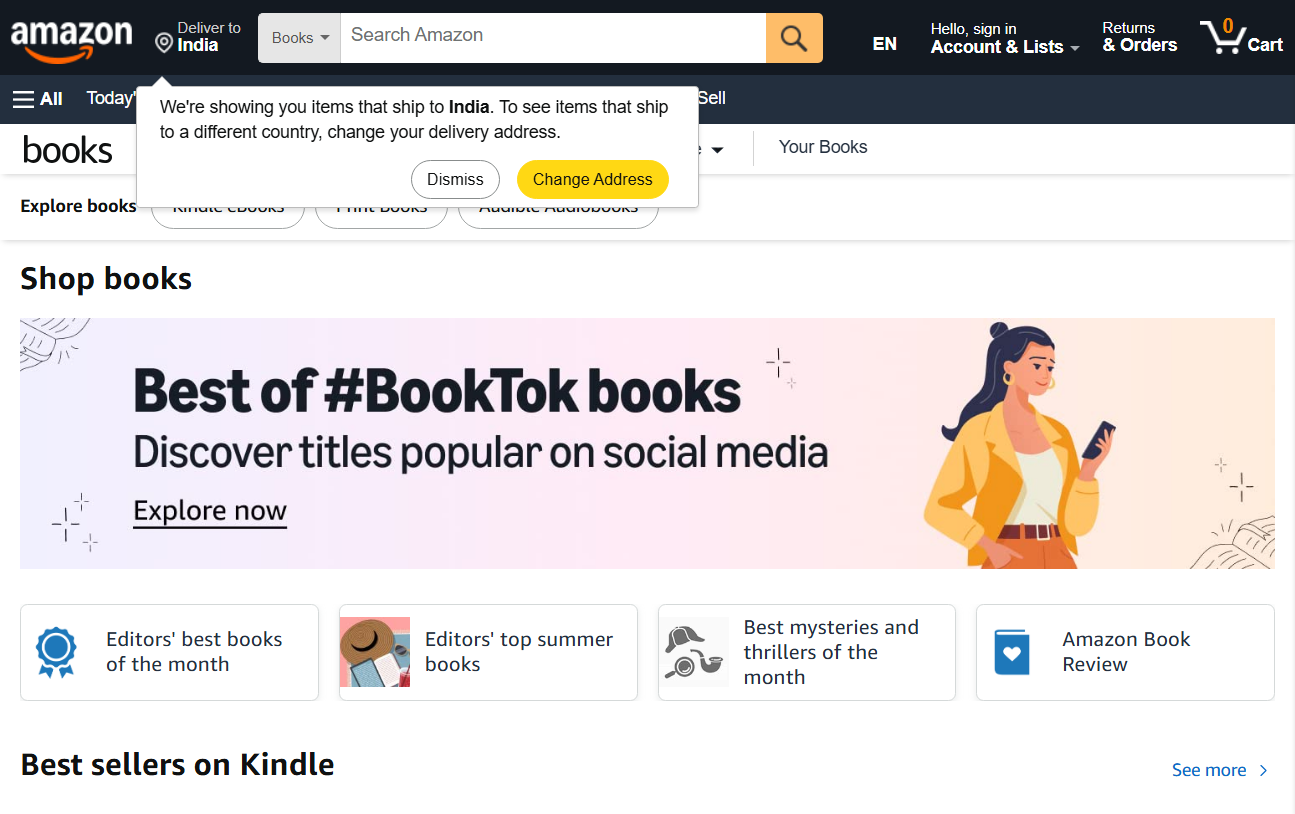 amazon
Deliver to
India
Books
Search Amazon
EN
Hello, sign in
Account & Lists
Returns
& Orders
0
Cart
All
Today'
Sell
We're showing you items that ship to India. To see items that ship
to a different country, change your delivery address.
Dismiss
Change Address
books
Your Books
Explore books
Kindle eBooks
Print Books
Audible Audiobooks
Shop books
Best of #BookTok books
Discover titles popular on social media
Explore now
Editors' best books
of the month
Editors' top summer
books
Best mysteries and
thrillers of the
month
Amazon Book
Review
Best sellers on Kindle
See more